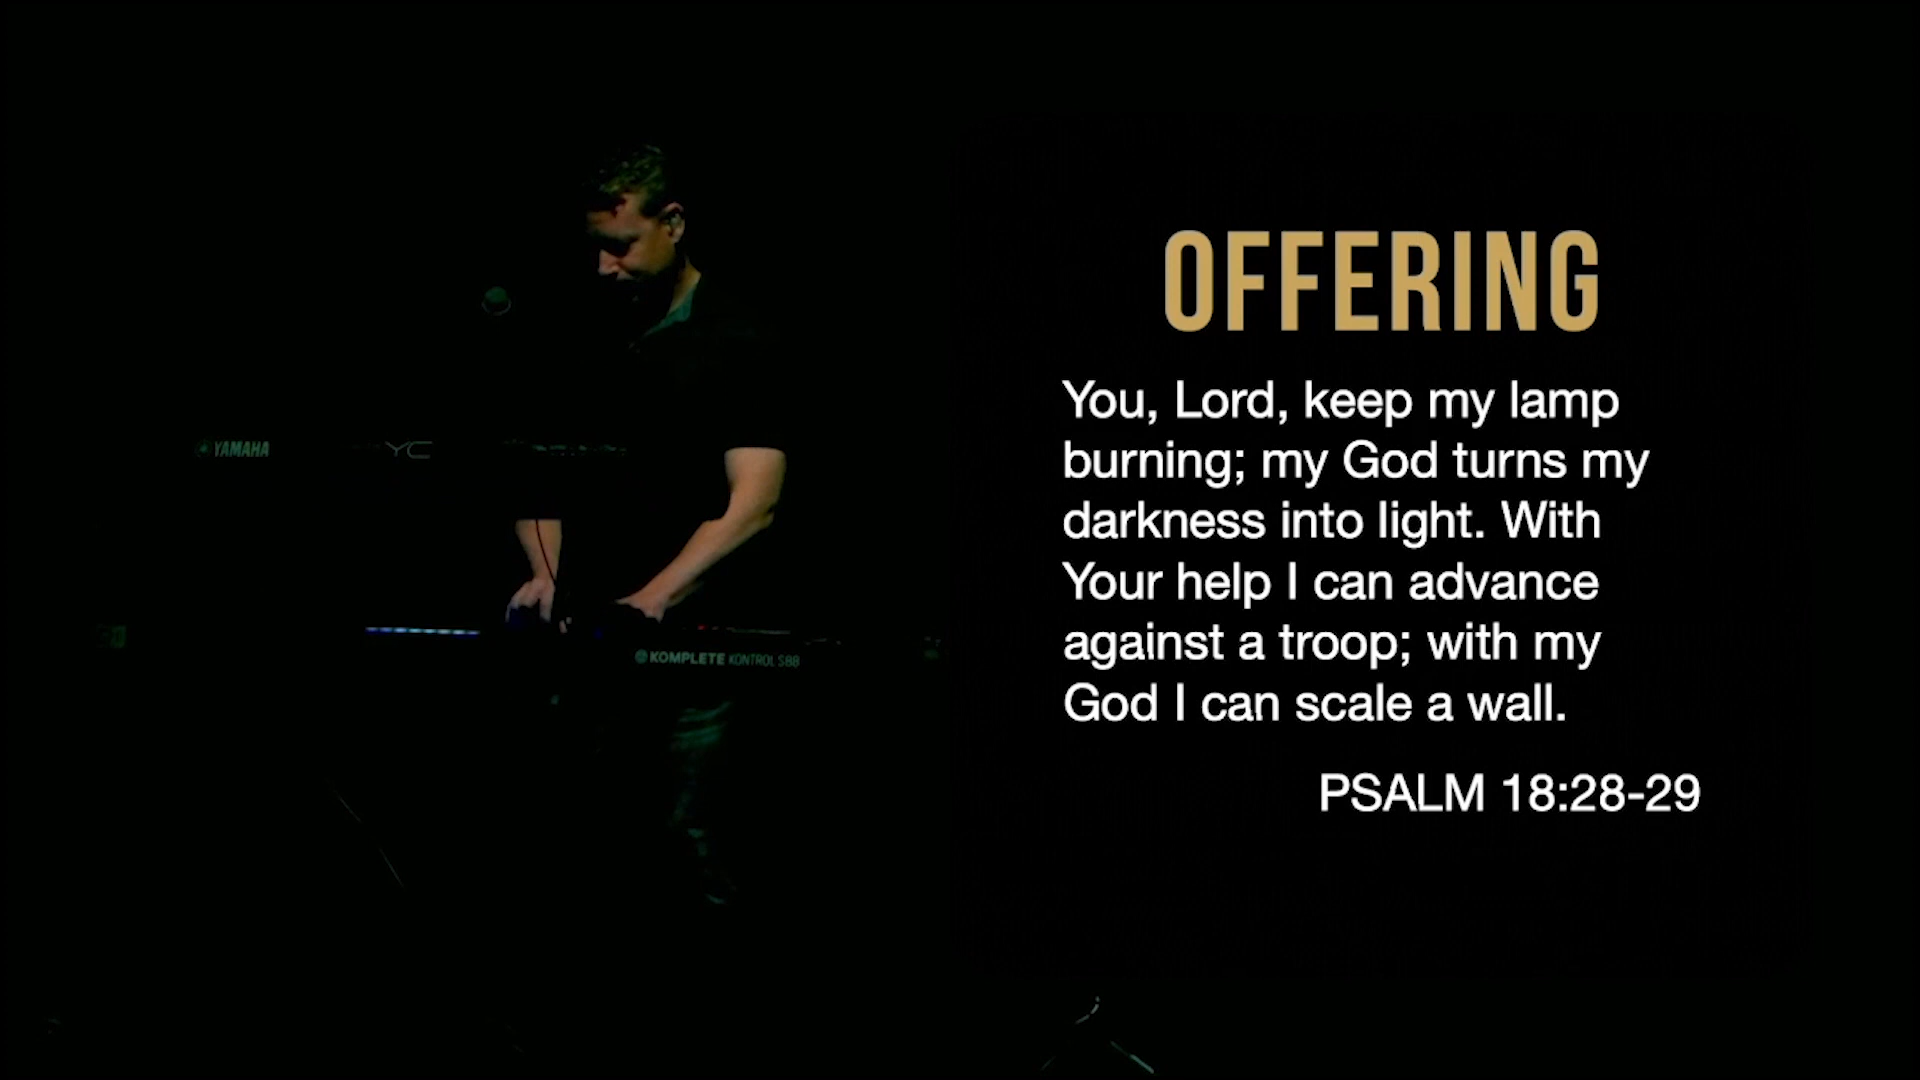 OFFERING
You, Lord, keep my lamp
burning; my God turns my
darkness into light. With
Your help I can advance
against a troop; with my
God I can scale a wall.
PSALM 18:28-29
YAMAHA
YC
KOMPLETE KONTROL S88